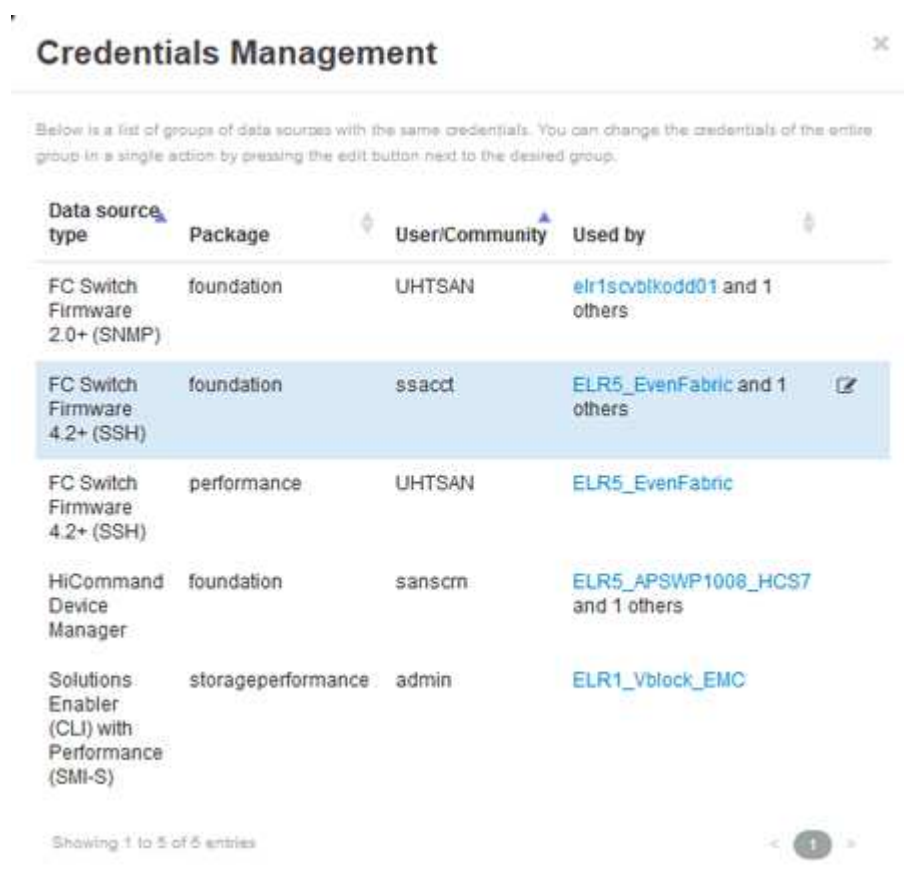 Credentials Management
Below is a list of groups of data sources with the same credentials. You can change the credentials of the entire
group in a single action by pressing the edit button next to the desired group.
Data source type Package User/Community Used by
FC Switch Firmware 2.0+ (SNMP) foundation UHTSAN elr1scvblkodd01 and 1 others
FC Switch Firmware 4.2+ (SSH) foundation ssacct ELR5_EvenFabric and 1 others
FC Switch Firmware 4.2+ (SSH) performance UHTSAN ELR5_EvenFabric
HiCommand Device Manager foundation sanscrn ELR5_APSWP1008_HCS7 and 1 others
Solutions Enabler (CLI) with Performance (SMI-S) storageperformance admin ELR1_Vblock_EMC
Showing 1 to 5 of 5 entries < 1 >